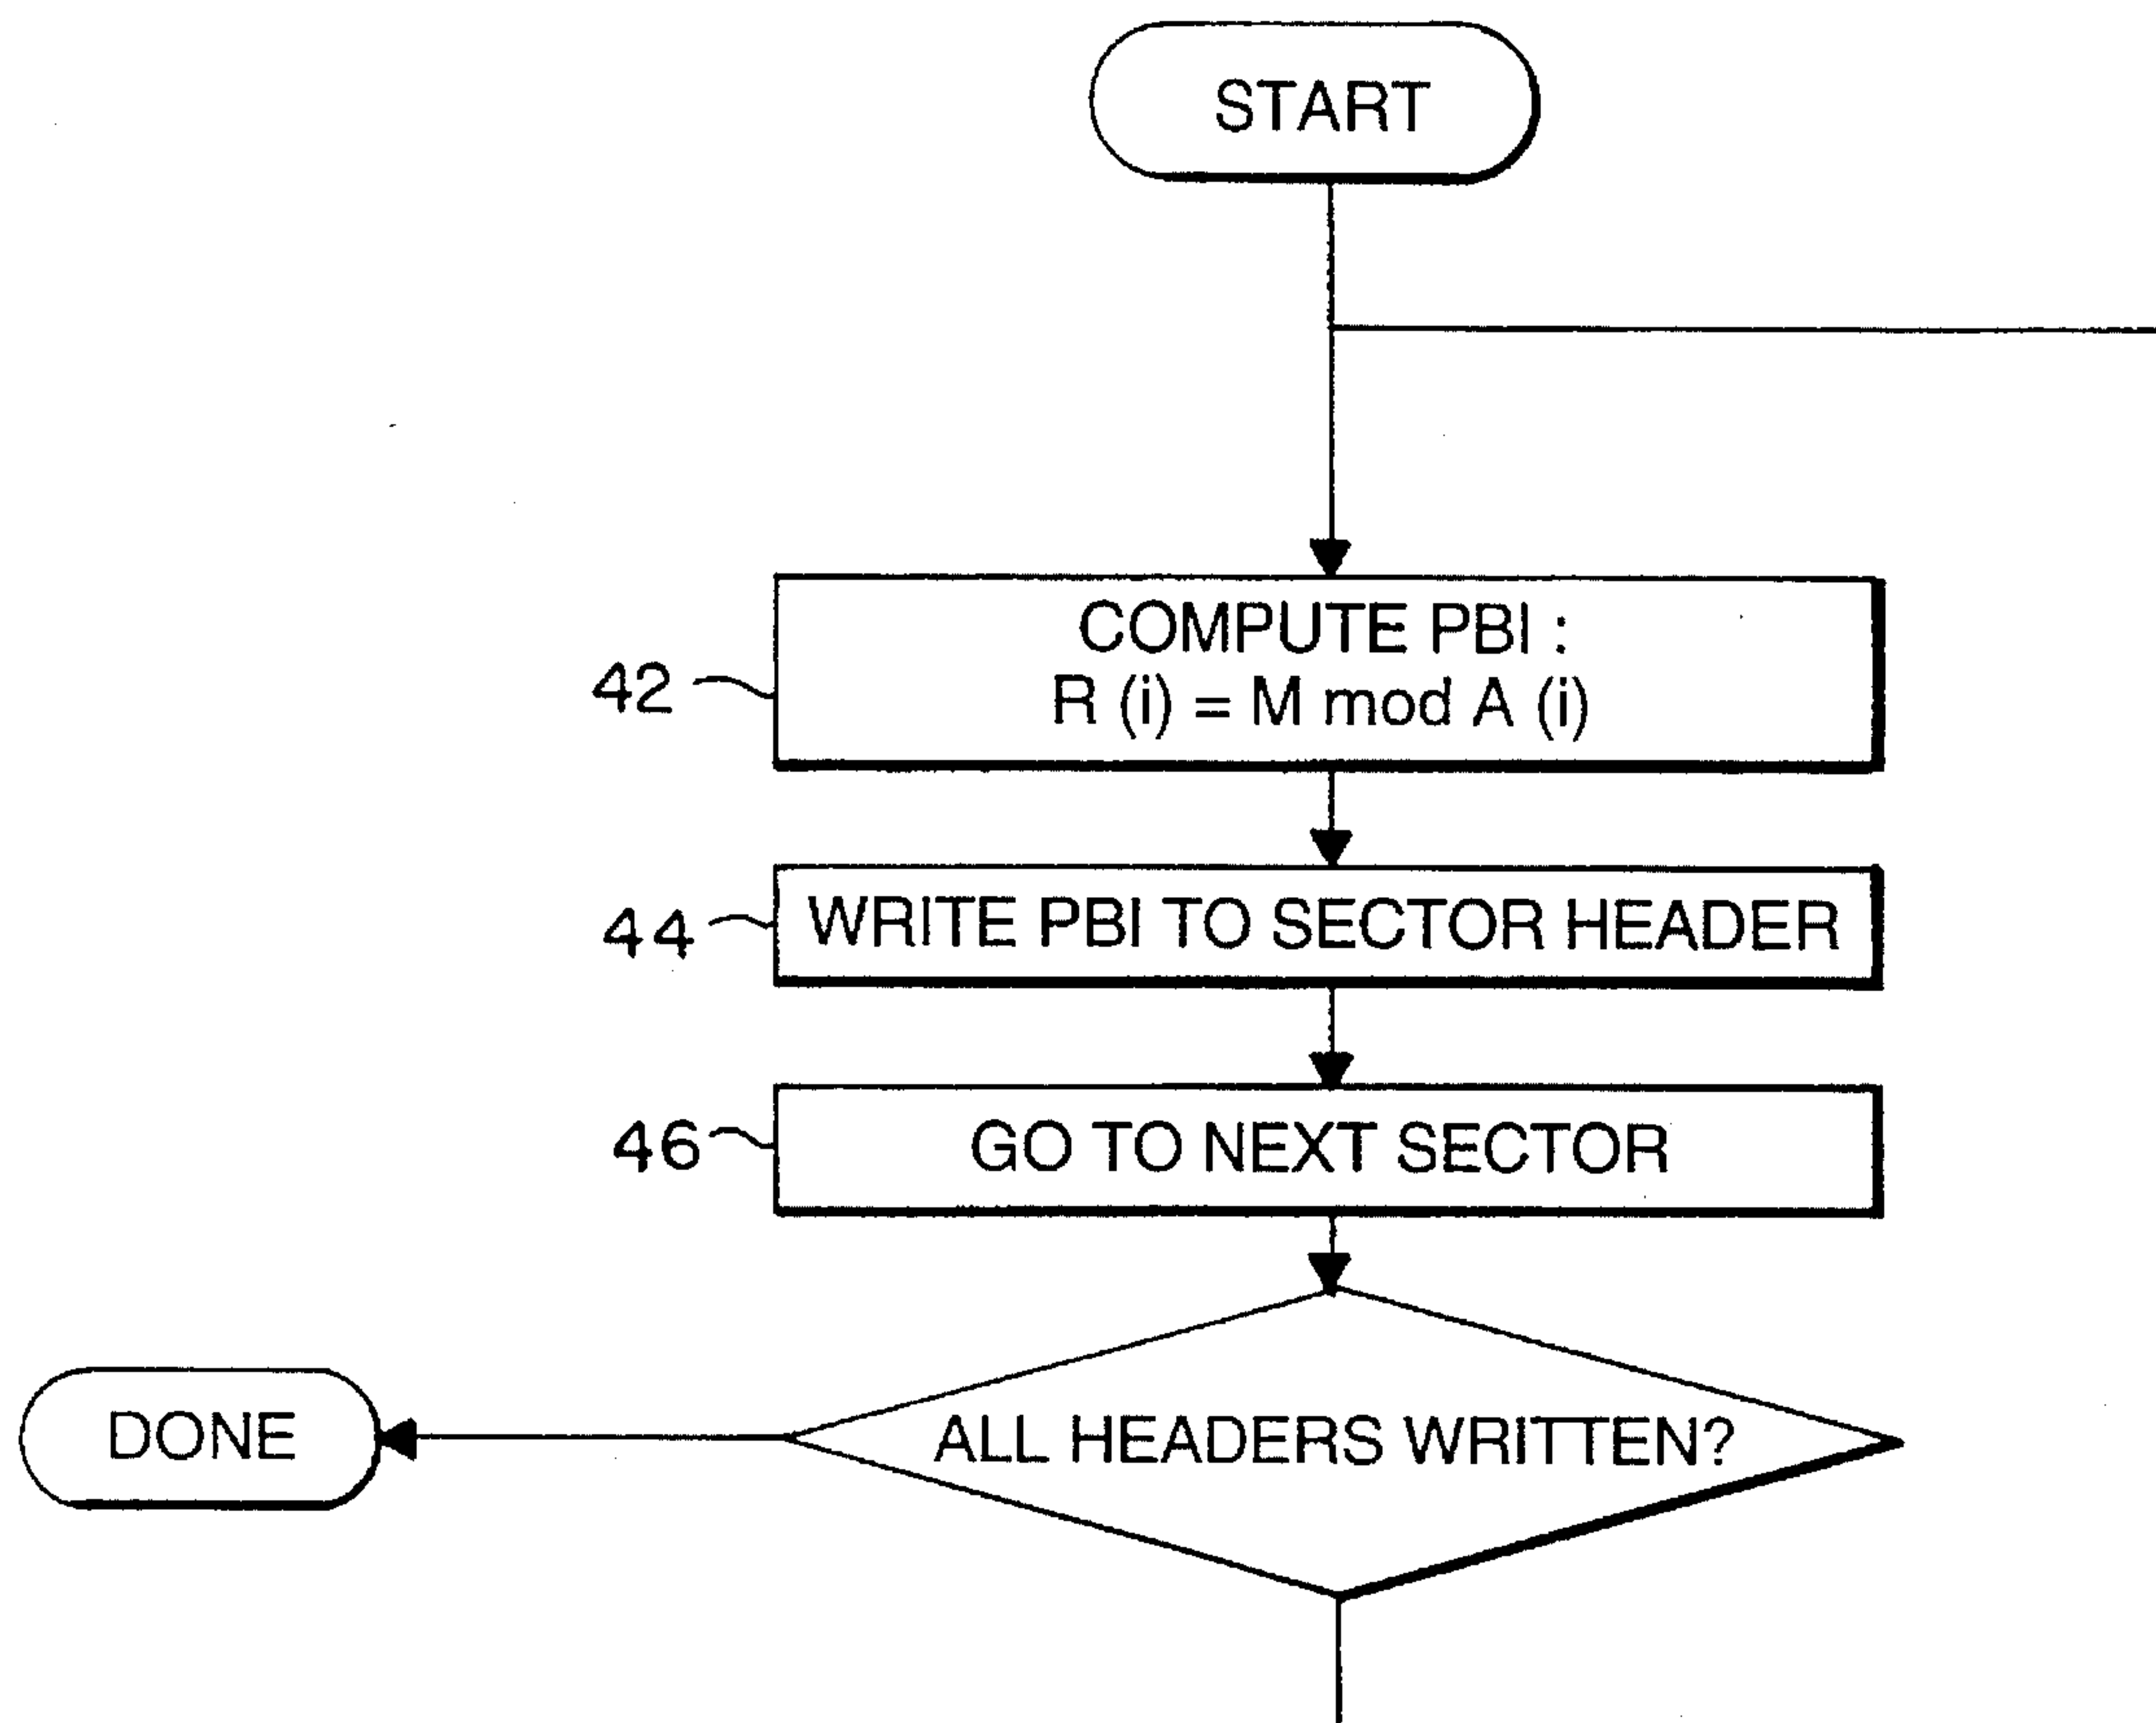 START
COMPUTE PBI :
R (i) = M mod A (i)
42
WRITE PBI TO SECTOR HEADER
44
GO TO NEXT SECTOR
46
ALL HEADERS WRITTEN?
DONE